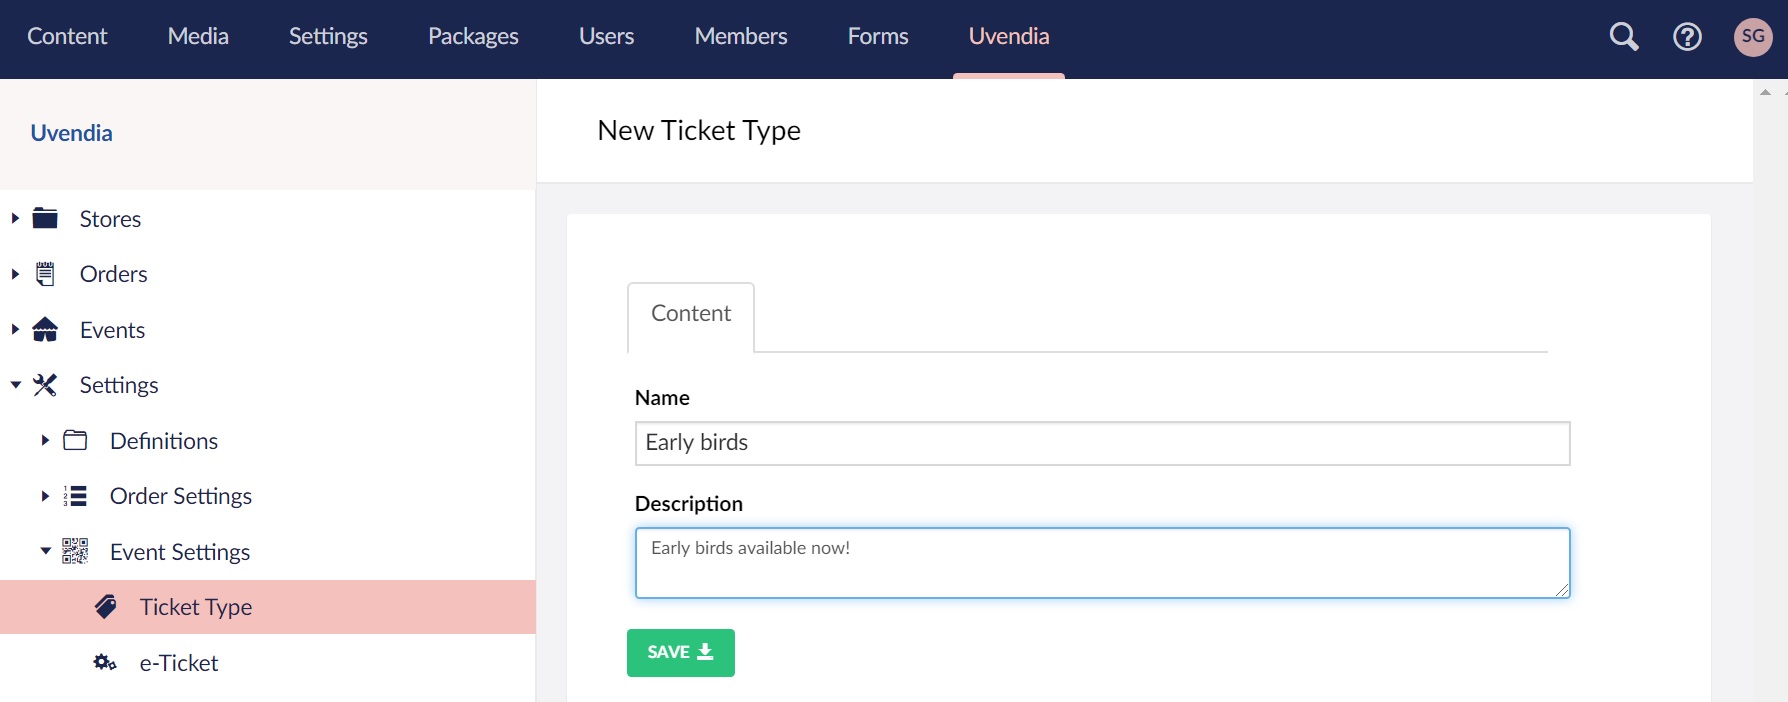 Content Media Settings Packages Users Members Forms Uvendia SG
Uvendia
New Ticket Type
Stores
Orders
Events
Settings
Definitions
Order Settings
Event Settings
Ticket Type
e-Ticket
Content
Name
Early birds
Description
Early birds available now!
SAVE